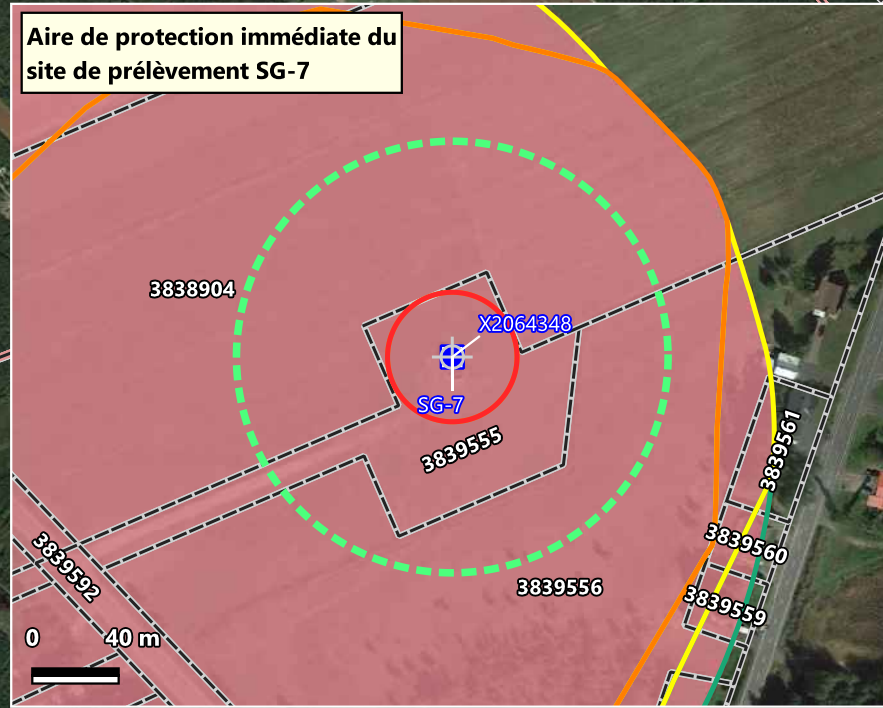 Aire de protection immédiate du
site de prélèvement SG-7
3838904
X2064348
SG-7
3839555
3839561
3839560
3839592
3839556
3839559
0 40 m